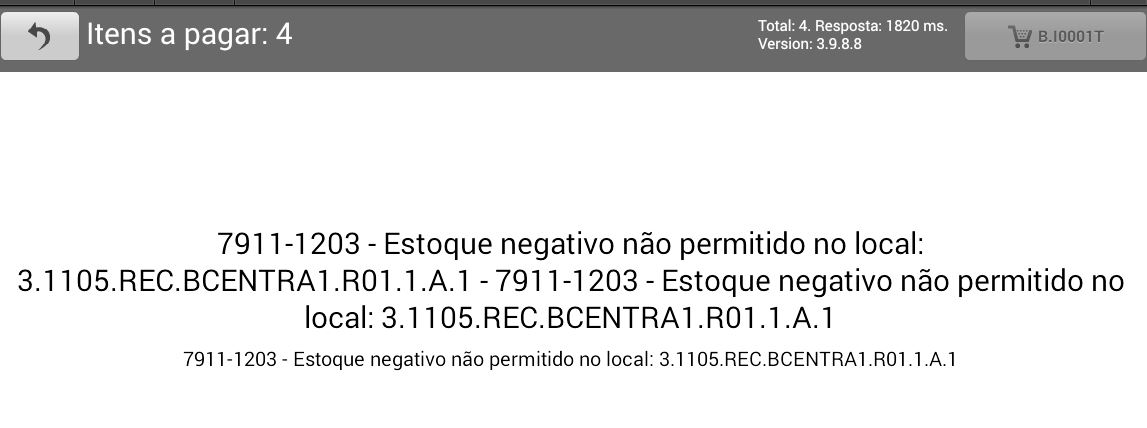 Itens a pagar: 4
Total: 4. Resposta: 1820 ms.
Version: 3.9.8.8
B.I0001T
7911-1203 - Estoque negativo não permitido no local:
3.1105.REC.BCENTRA1.R01.1.A.1 - 7911-1203 - Estoque negativo não permitido no
local: 3.1105.REC.BCENTRA1.R01.1.A.1
7911-1203 - Estoque negativo não permitido no local: 3.1105.REC.BCENTRA1.R01.1.A.1